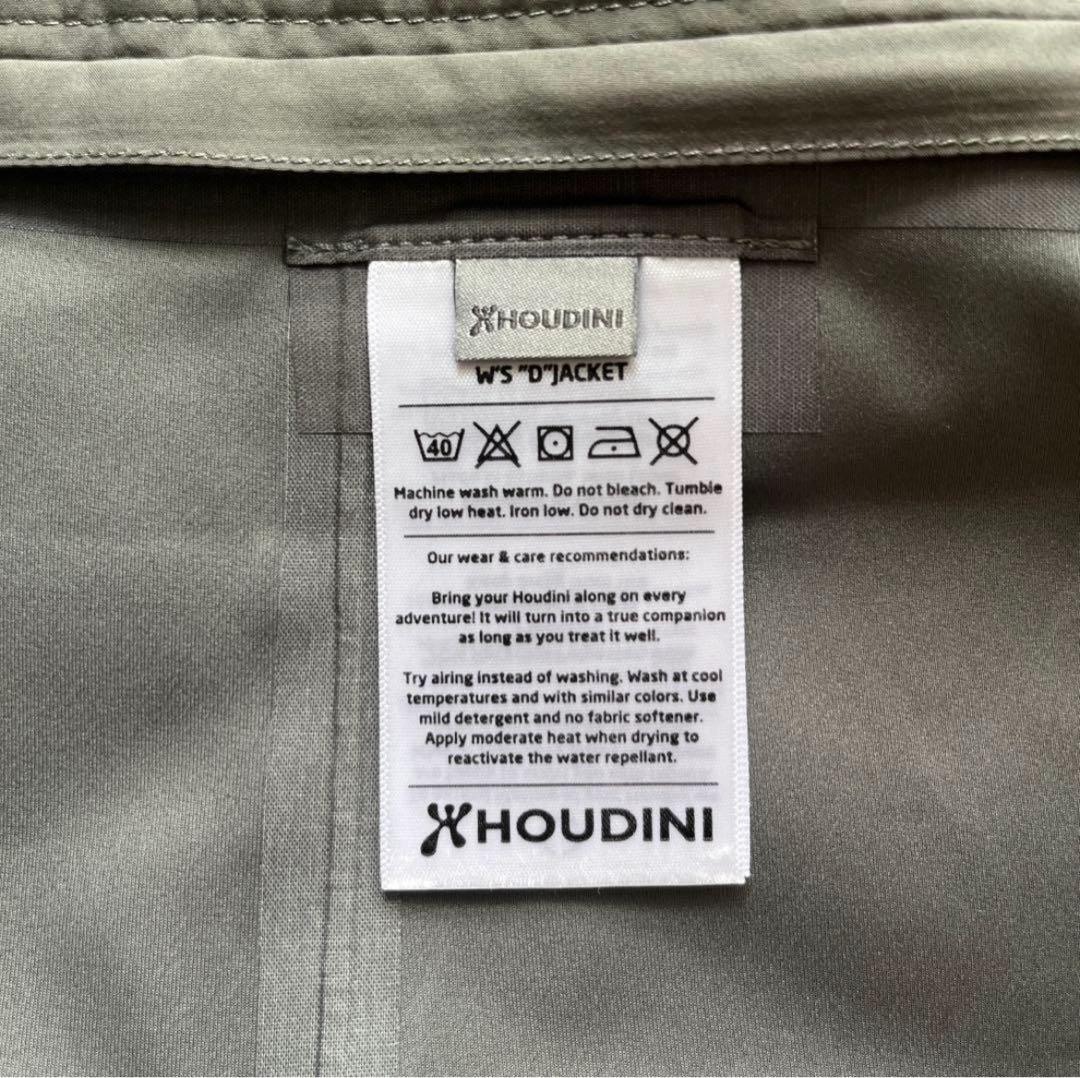 HOUDINI
W'S "D"JACKET
40
Machine wash warm. Do not bleach. Tumble
dry low heat. Iron low. Do not dry clean.
Our wear & care recommendations:
Bring your Houdini along on every
adventure! It will turn into a true companion
as long as you treat it well.
Try airing instead of washing. Wash at cool
temperatures and with similar colors. Use
mild detergent and no fabric softener.
Apply moderate heat when drying to
reactivate the water repellant.
HOUDINI